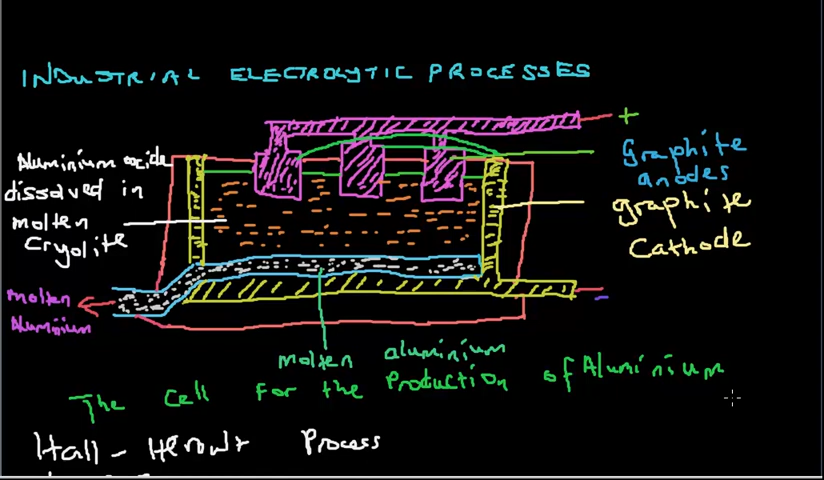 INDUSTRIAL ELECTROLYTIC PROCESSES
+
Aluminium oxide
dissolved in
molten
Cryolite
Graphite
anodes
graphite
Cathode
molten
Aluminium
-
molten aluminium
The Cell For the Production of Aluminium
Hall - Heroult Process